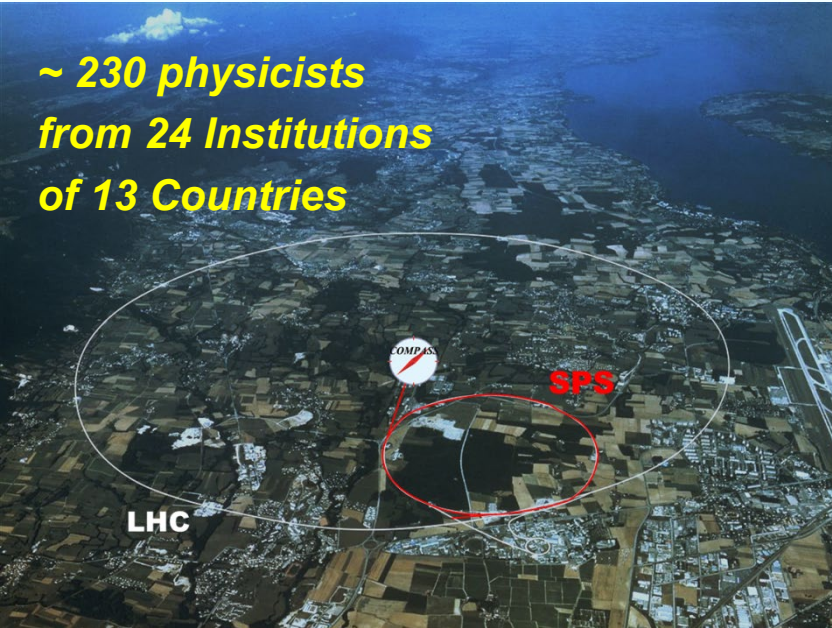 ~ 230 physicists
from 24 Institutions
of 13 Countries
COMPASS
SPS
LHC